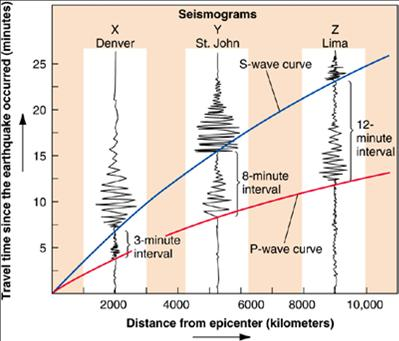 Seismograms
X
Denver
Y
St. John
Z
Lima
Travel time since the earthquake occurred (minutes)
25
20
15
10
5
S-wave curve
12-
minute
interval
8-minute
interval
3-minute
interval
P-wave curve
2000
4000
6000
8000
10,000
Distance from epicenter (kilometers)